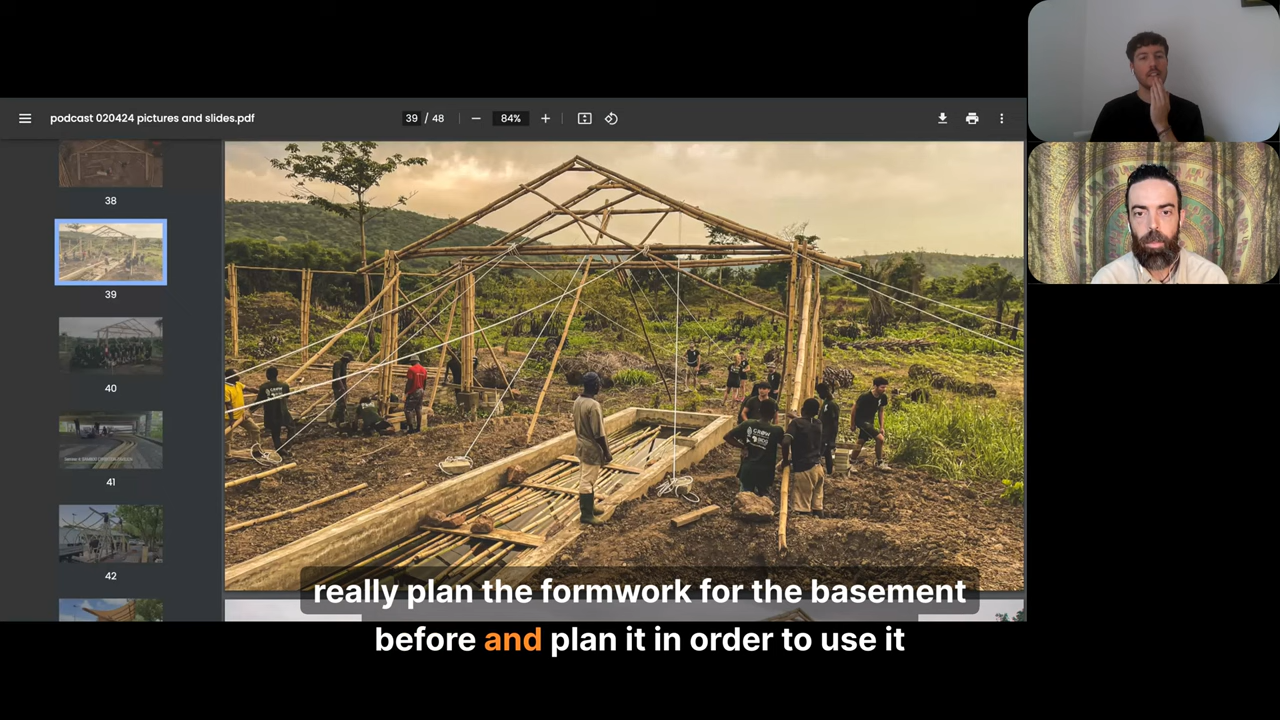 podcast 020424 pictures and slides.pdf
39 / 48
84%
38
39
40
41
42
GROW
really plan the formwork for the basement
before and plan it in order to use it